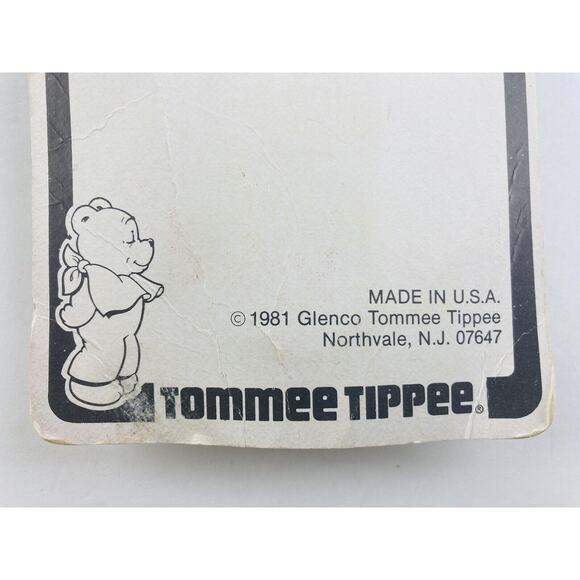 MADE IN U.S.A.
© 1981 Glenco Tommee Tippee
Northvale, N.J. 07647
TOMMEE TIPPEE®